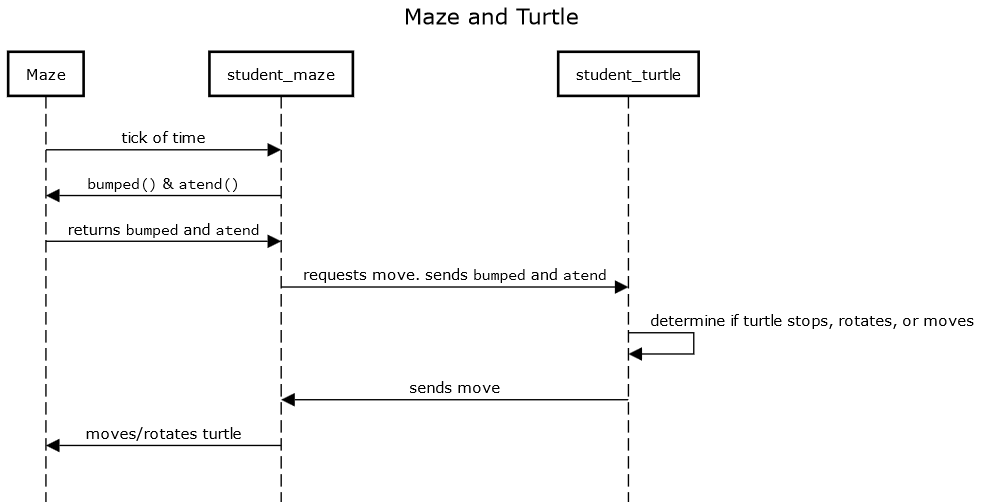 Maze and Turtle
Maze
student_maze
student_turtle
tick of time
bumped() & atend()
returns bumped and atend
requests move. sends bumped and atend
determine if turtle stops, rotates, or moves
sends move
moves/rotates turtle